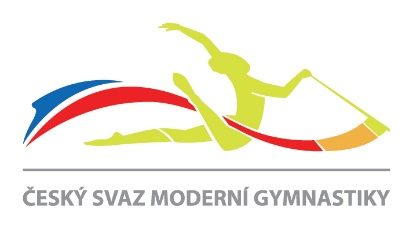 ČESKÝ SVAZ MODERNÍ GYMNASTIKY